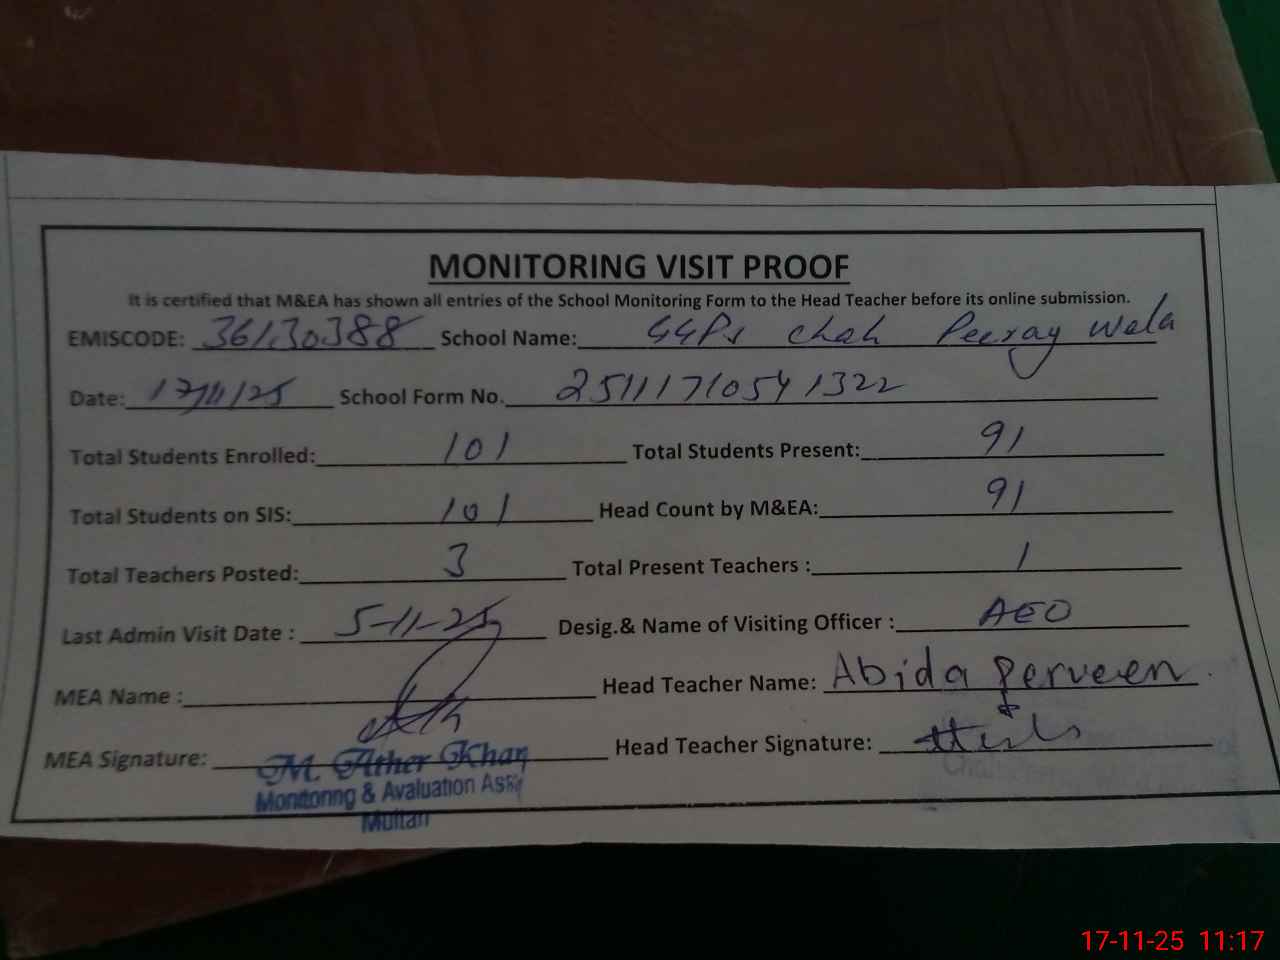 MONITORING VISIT PROOF
It is certified that M&EA has shown all entries of the School Monitoring Form to the Head Teacher before its online submission.
EMISCODE: 36130388 School Name: GGPS Chah Peeray Wala
Date: 17/11/25 School Form No. 25111710541322
Total Students Enrolled: 101 Total Students Present: 91
Total Students on SIS: 101 Head Count by M&EA: 91
Total Teachers Posted: 3 Total Present Teachers : 1
Last Admin Visit Date : 5-11-25 Desig.& Name of Visiting Officer : AEO
MEA Name : Head Teacher Name: Abida Perveen
MEA Signature: Head Teacher Signature:
M. Ather Khan
Monitoring & Avaluation Asst
Multan
17-11-25 11:17